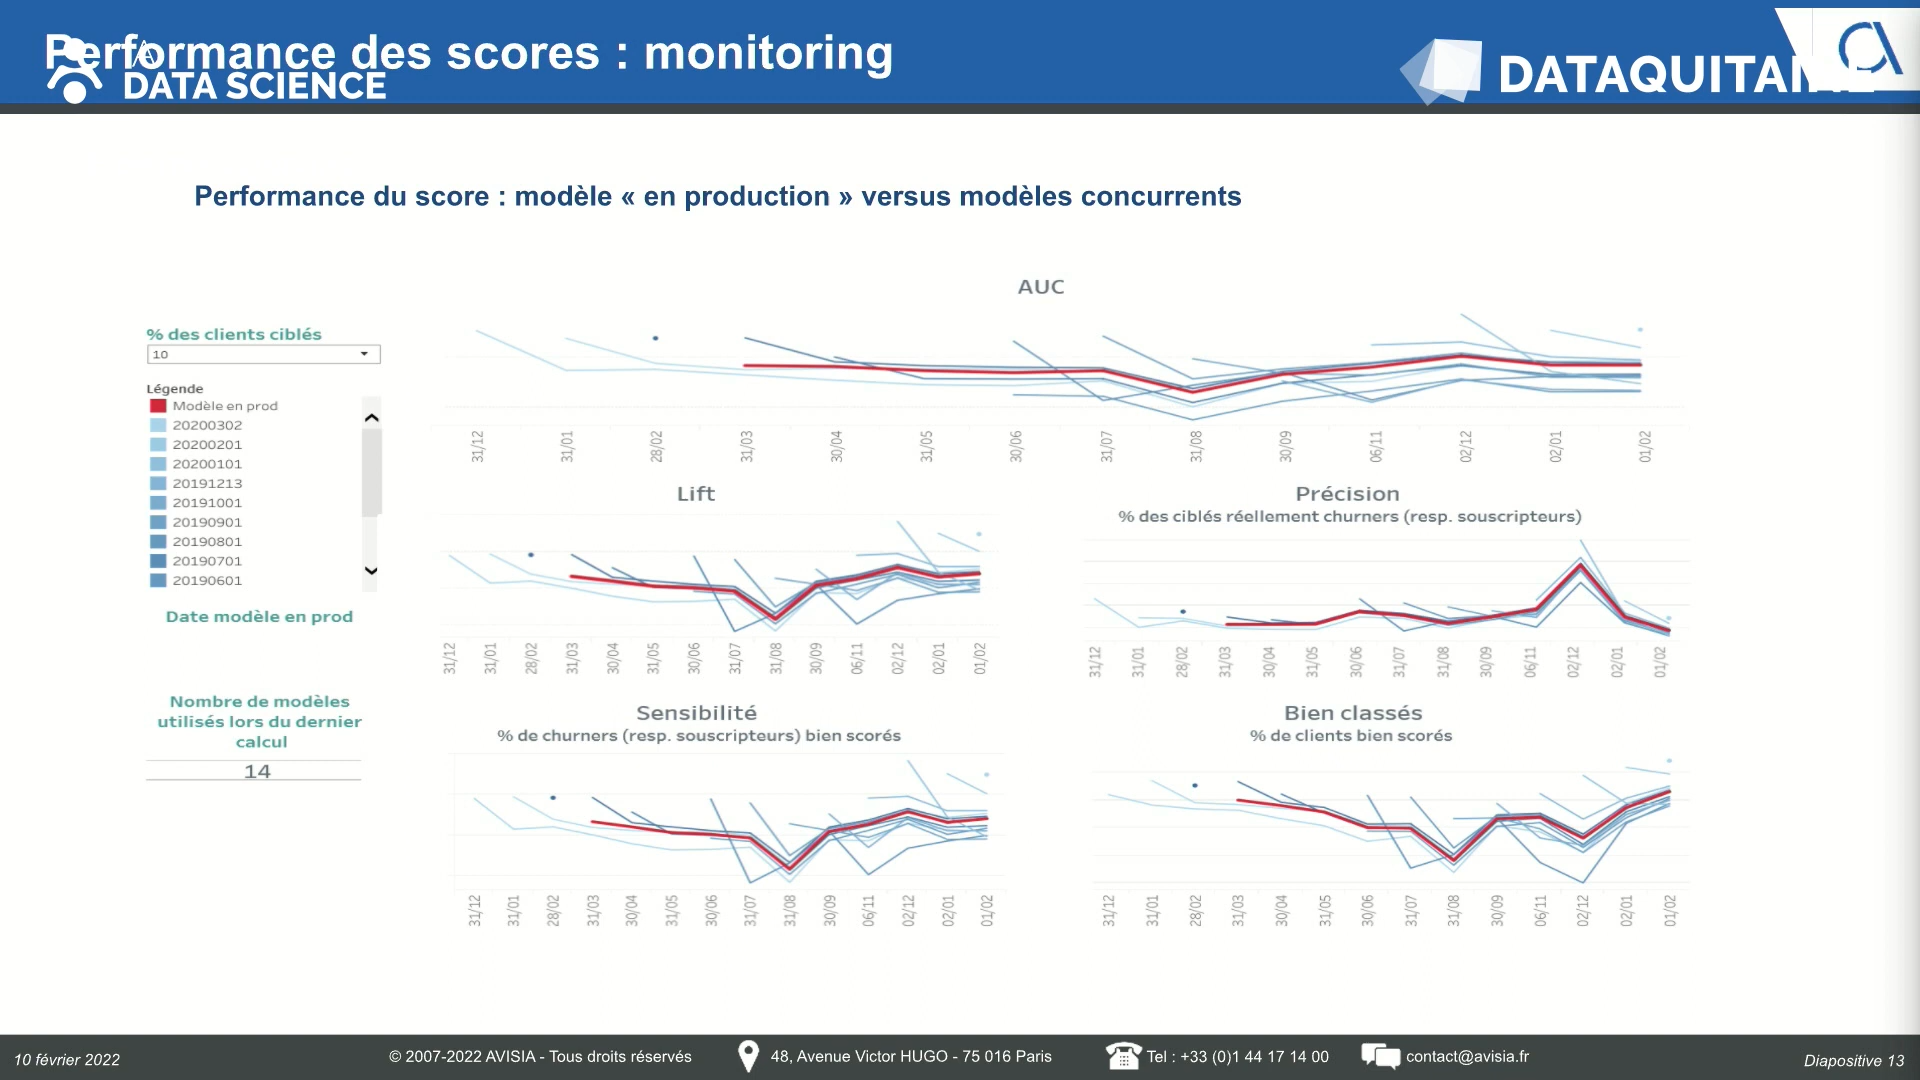 Performance des scores : monitoring
DATA SCIENCE
DATAQUITAINE
Performance du score : modèle « en production » versus modèles concurrents
% des clients ciblés
10
Légende
Modèle en prod
20200302
20200201
20200101
20191213
20191001
20190901
20190801
20190701
20190601
Date modèle en prod
Nombre de modèles
utilisés lors du dernier
calcul
14
AUC
31/12 31/01 28/02 31/03 30/04 31/05 30/06 31/07 31/08 30/09 06/11 02/12 02/01 01/02
Lift
31/12 31/01 28/02 31/03 30/04 31/05 30/06 31/07 31/08 30/09 06/11 02/12 02/01 01/02
Précision
% des ciblés réellement churners (resp. souscripteurs)
31/12 31/01 28/02 31/03 30/04 31/05 30/06 31/07 31/08 30/09 06/11 02/12 02/01 01/02
Sensibilité
% de churners (resp. souscripteurs) bien scorés
31/12 31/01 28/02 31/03 30/04 31/05 30/06 31/07 31/08 30/09 06/11 02/12 02/01 01/02
Bien classés
% de clients bien scorés
31/12 31/01 28/02 31/03 30/04 31/05 30/06 31/07 31/08 30/09 06/11 02/12 02/01 01/02
10 février 2022
© 2007-2022 AVISIA - Tous droits réservés
48, Avenue Victor HUGO - 75 016 Paris
Tel : +33 (0)1 44 17 14 00
contact@avisia.fr
Diapositive 13